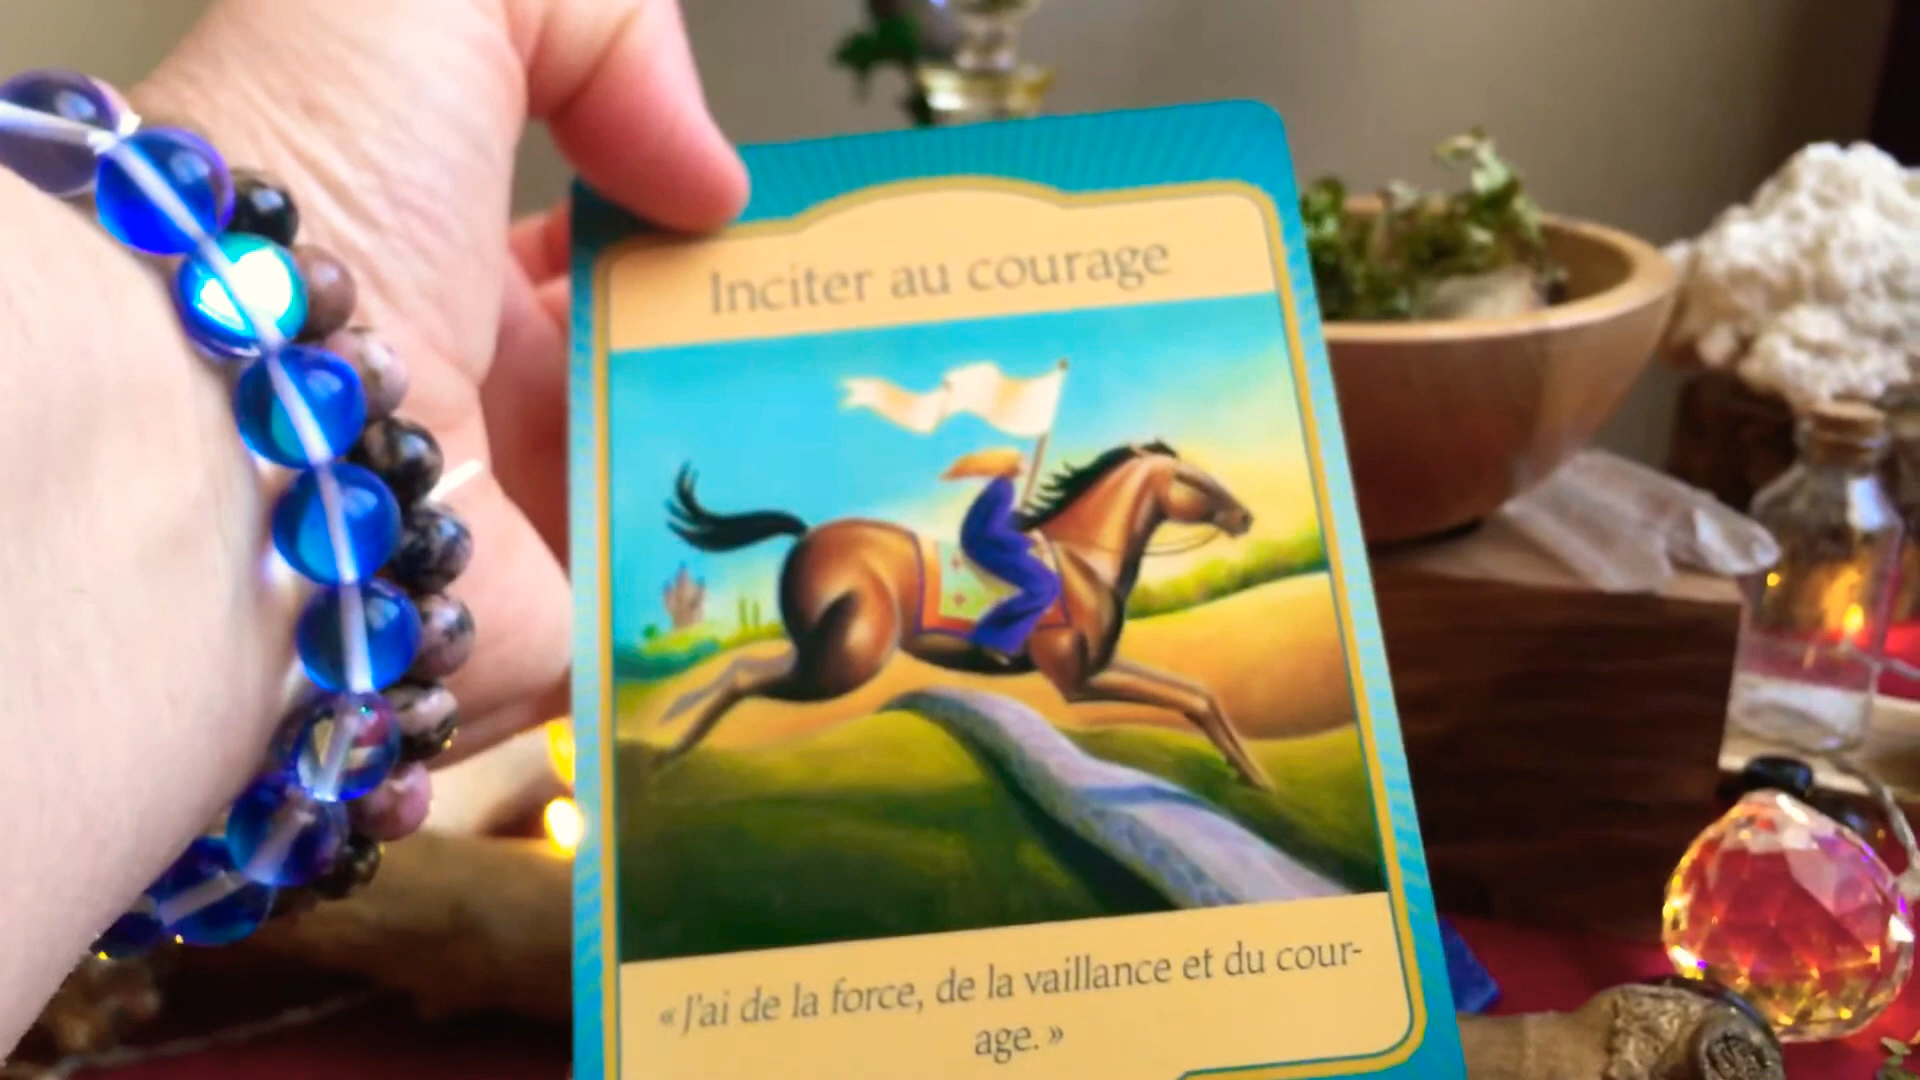 Inciter au courage
« J'ai de la force, de la vaillance et du cour-
age. »